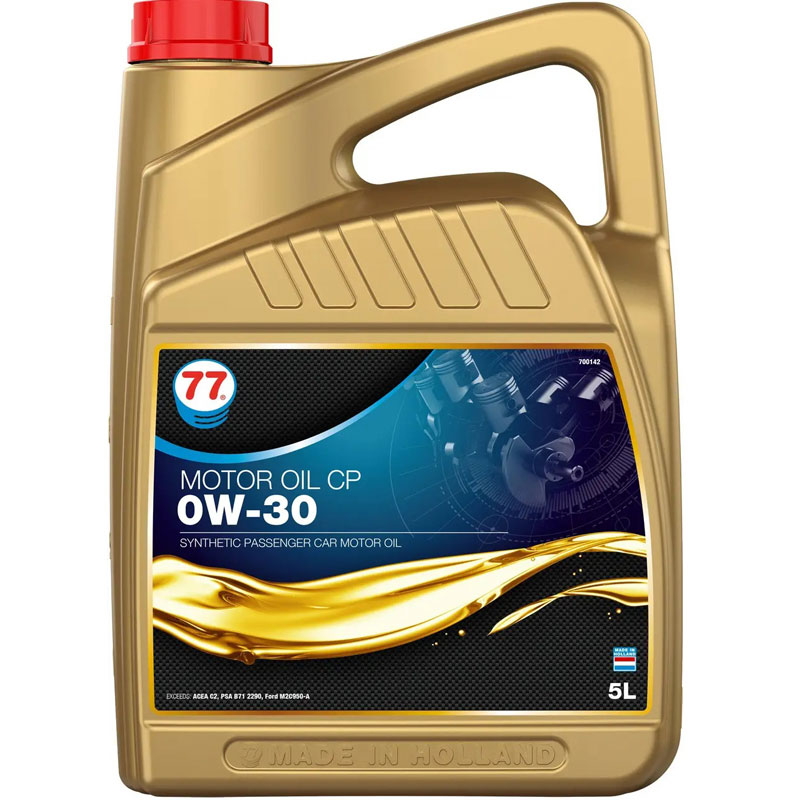 700142
77®
MOTOR OIL CP
0W-30
SYNTHETIC PASSENGER CAR MOTOR OIL
MADE IN
HOLLAND
5L
EXCEEDS: ACEA C2, PSA B71 2290, Ford M2C950-A
MADE IN HOLLAND